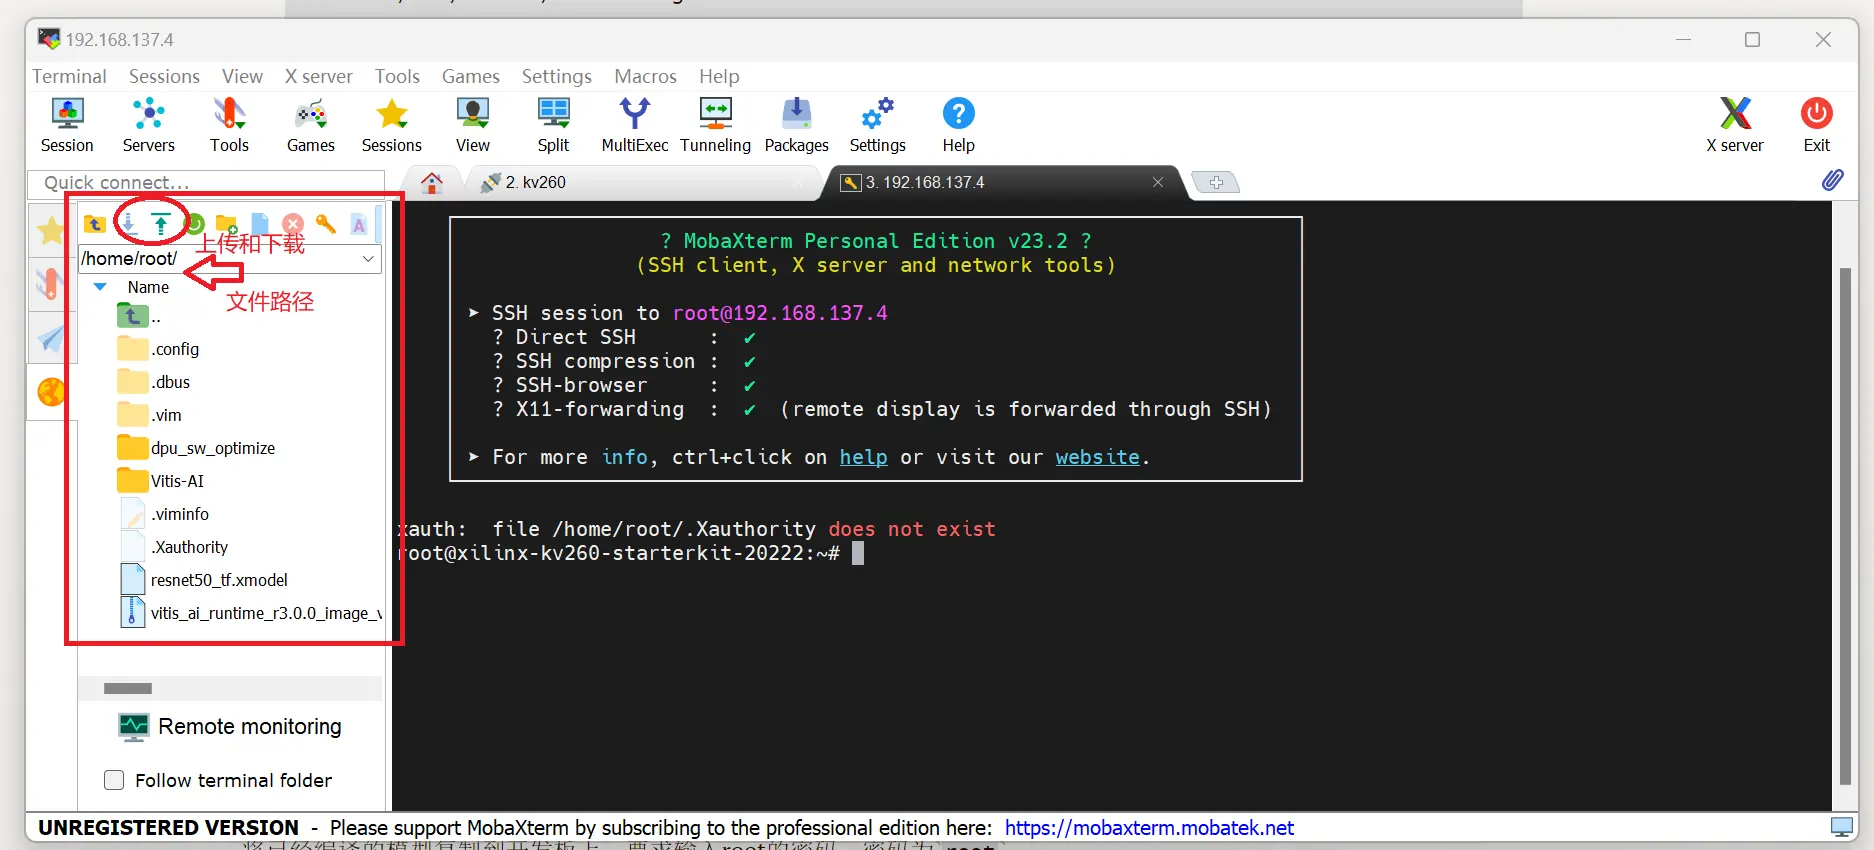 192.168.137.4
Terminal Sessions View X server Tools Games Settings Macros Help
Session Servers Tools Games Sessions View Split MultiExec Tunneling Packages Settings Help X server Exit
Quick connect...
2. kv260
3. 192.168.137.4
上传和下载
/home/root/
文件路径
Name
..
.config
.dbus
.vim
dpu_sw_optimize
Vitis-AI
.viminfo
.Xauthority
resnet50_tf.xmodel
vitis_ai_runtime_r3.0.0_image_v
Remote monitoring
Follow terminal folder
? MobaXterm Personal Edition v23.2 ?
(SSH client, X server and network tools)
➤ SSH session to root@192.168.137.4
? Direct SSH : ✔
? SSH compression : ✔
? SSH-browser : ✔
? X11-forwarding : ✔ (remote display is forwarded through SSH)
➤ For more info, ctrl+click on help or visit our website.
xauth: file /home/root/.Xauthority does not exist
root@xilinx-kv260-starterkit-20222:~#
UNREGISTERED VERSION - Please support MobaXterm by subscribing to the professional edition here: https://mobaxterm.mobatek.net